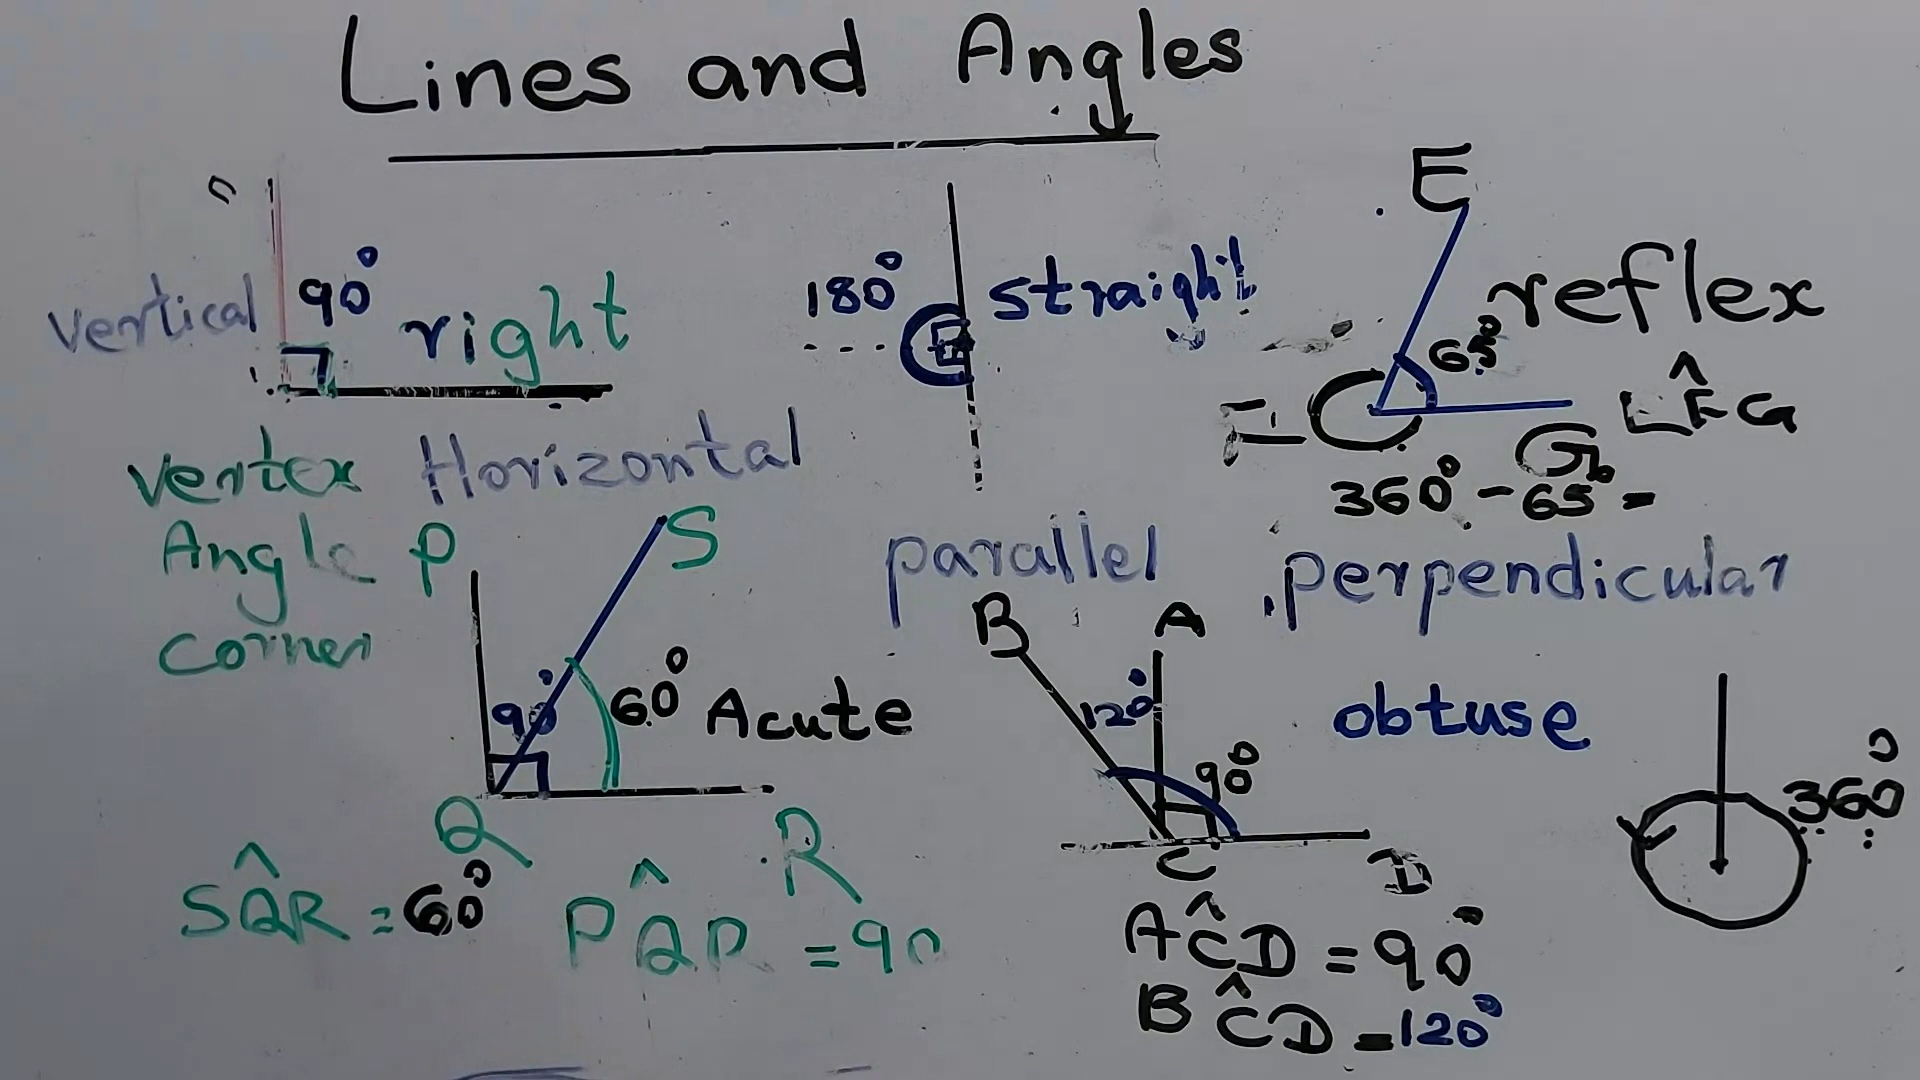 Lines and Angles
E
90°
180°
straight
reflex
vertical
right
65°
F
EFG
G
vertex
Horizontal
360° - 65° =
Angle
P
S
parallel
perpendicular
corner
B
A
90°
60°
Acute
120°
obtuse
90°
360°
Q
R
C
D
SQ̂R = 60°
PQ̂R = 90
AĈD = 90°
BĈD = 120°